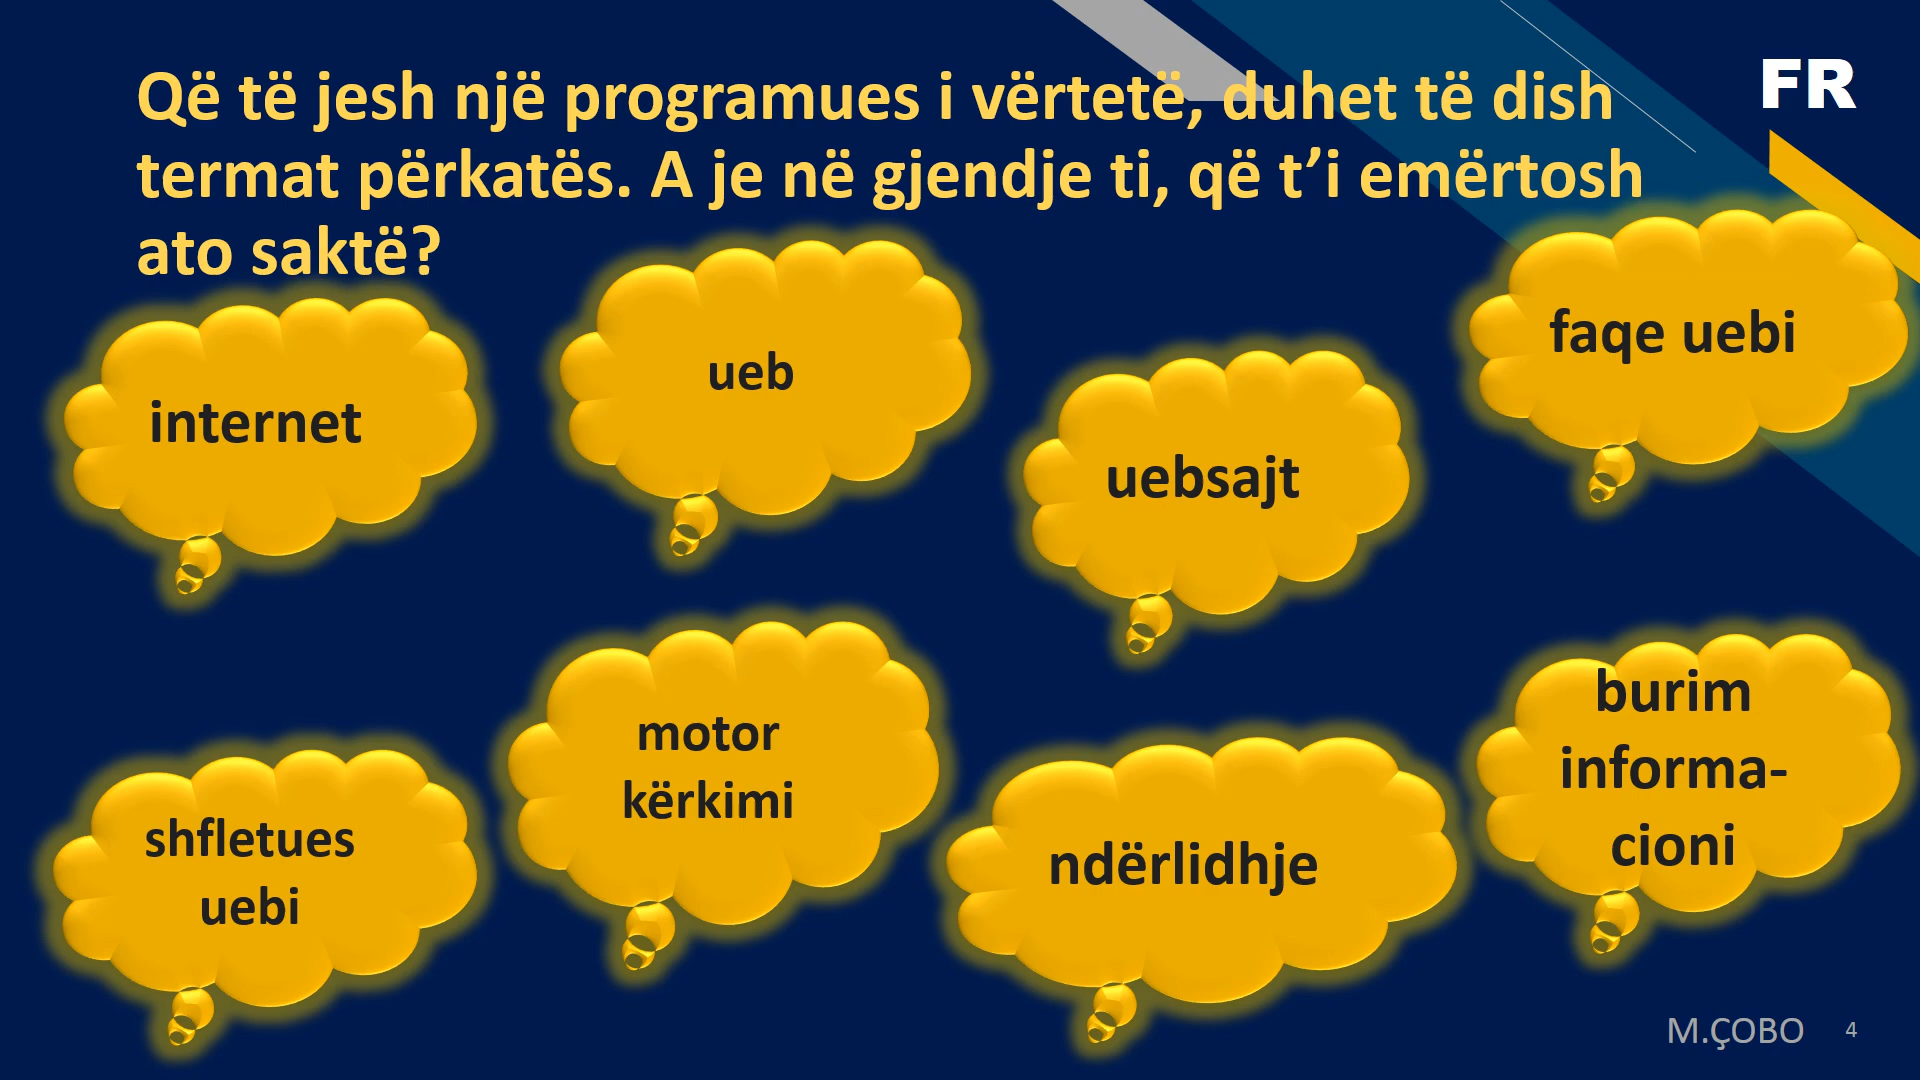 Që të jesh një programues i vërtetë, duhet të dish
termat përkatës. A je në gjendje ti, që t’i emërtosh
ato saktë?
FR
internet
ueb
uebsajt
faqe uebi
shfletues
uebi
motor
kërkimi
ndërlidhje
burim
informa-
cioni
M.ÇOBO
4